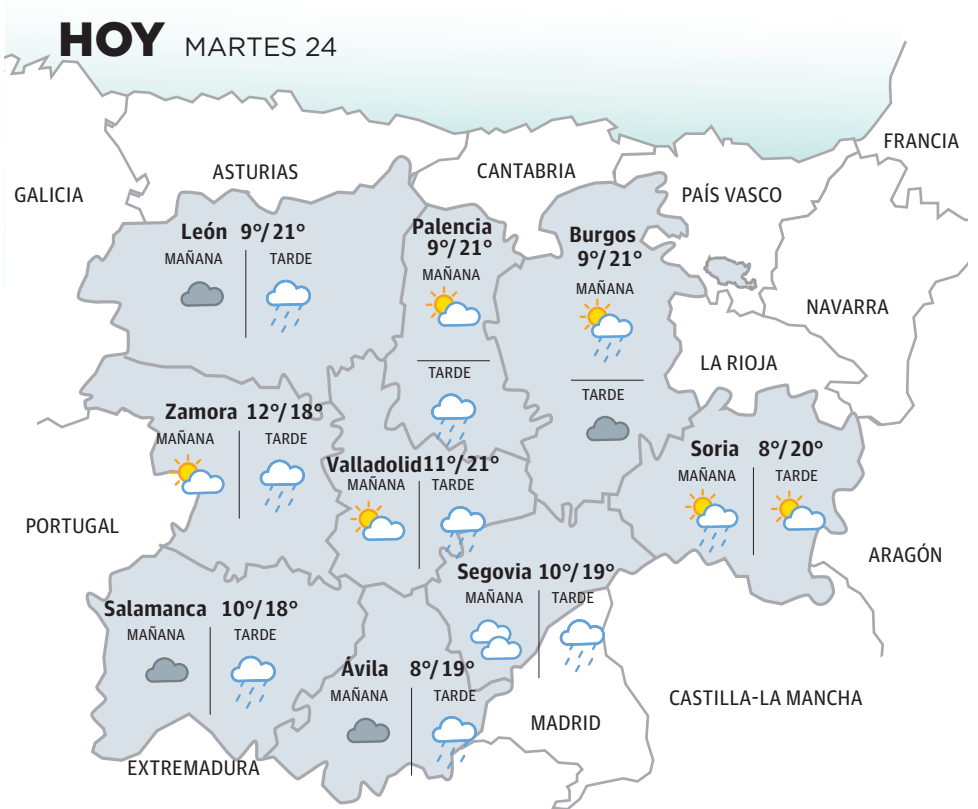 HOY MARTES 24
FRANCIA
ASTURIAS
CANTABRIA
GALICIA
PAÍS VASCO
León 9°/21°
MAÑANA TARDE
Palencia
9°/21°
MAÑANA
TARDE
Burgos
9°/21°
MAÑANA
TARDE
NAVARRA
LA RIOJA
Zamora 12°/18°
MAÑANA TARDE
Valladolid 11°/21°
MAÑANA TARDE
Soria 8°/20°
MAÑANA TARDE
PORTUGAL
ARAGÓN
Segovia 10°/19°
MAÑANA TARDE
Salamanca 10°/18°
MAÑANA TARDE
Ávila 8°/19°
MAÑANA TARDE
CASTILLA-LA MANCHA
MADRID
EXTREMADURA